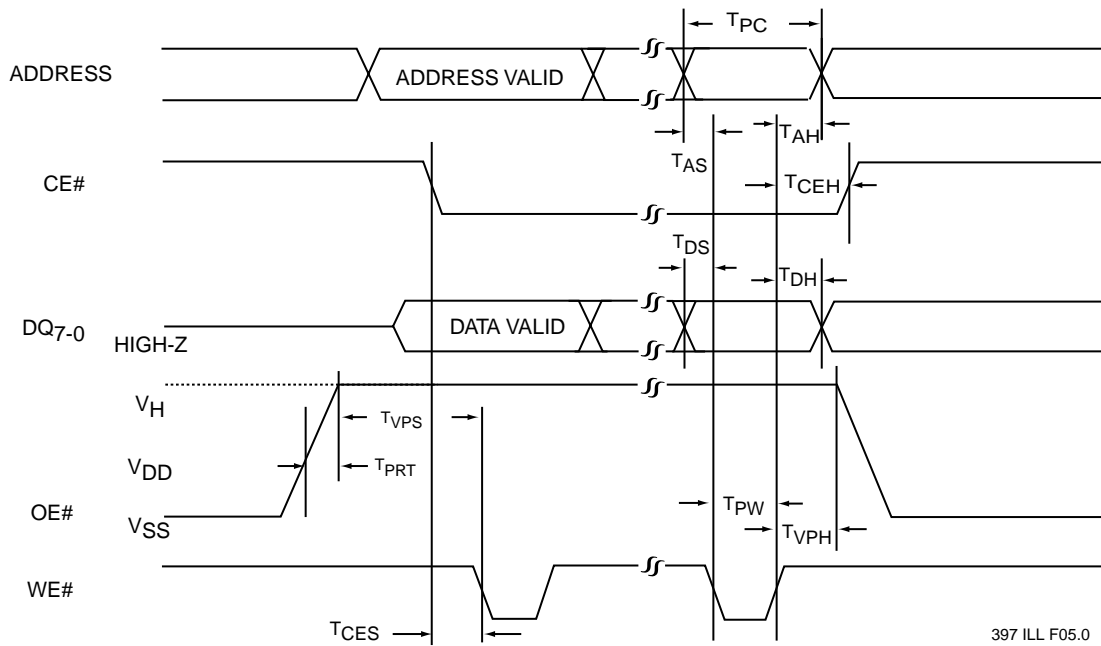 TPC
ADDRESS
ADDRESS VALID
TAH
TAS
CE#
TCEH
TDS
TDH
DQ7-0
DATA VALID
HIGH-Z
VH
TVPS
VDD
TPRT
OE#
VSS
TPW
TVPH
WE#
TCES
397 ILL F05.0